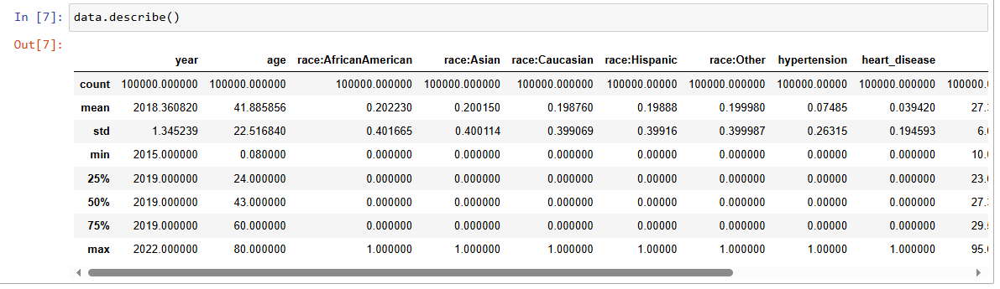 In [7]: data.describe()
Out[7]:
year age race:AfricanAmerican race:Asian race:Caucasian race:Hispanic race:Other hypertension heart_disease
count 100000.000000 100000.000000 100000.000000 100000.000000 100000.000000 100000.00000 100000.000000 100000.00000 100000.000000 100000.
mean 2018.360820 41.885856 0.202230 0.200150 0.198760 0.19888 0.199980 0.07485 0.039420 27.
std 1.345239 22.516840 0.401665 0.400114 0.399069 0.39916 0.399987 0.26315 0.194593 6.
min 2015.000000 0.080000 0.000000 0.000000 0.000000 0.00000 0.000000 0.00000 0.000000 10.
25% 2019.000000 24.000000 0.000000 0.000000 0.000000 0.00000 0.000000 0.00000 0.000000 23.
50% 2019.000000 43.000000 0.000000 0.000000 0.000000 0.00000 0.000000 0.00000 0.000000 27.
75% 2019.000000 60.000000 0.000000 0.000000 0.000000 0.00000 0.000000 0.00000 0.000000 29.
max 2022.000000 80.000000 1.000000 1.000000 1.000000 1.00000 1.000000 1.00000 1.000000 95.